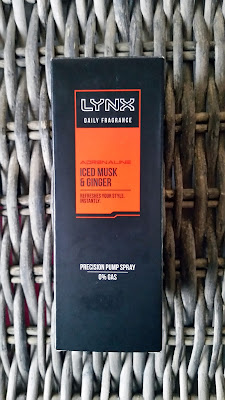 LYNX
DAILY FRAGRANCE
ADRENALINE
ICED MUSK
& GINGER
REFRESHES YOUR STYLE,
INSTANTLY
PRECISION PUMP SPRAY
0% GAS